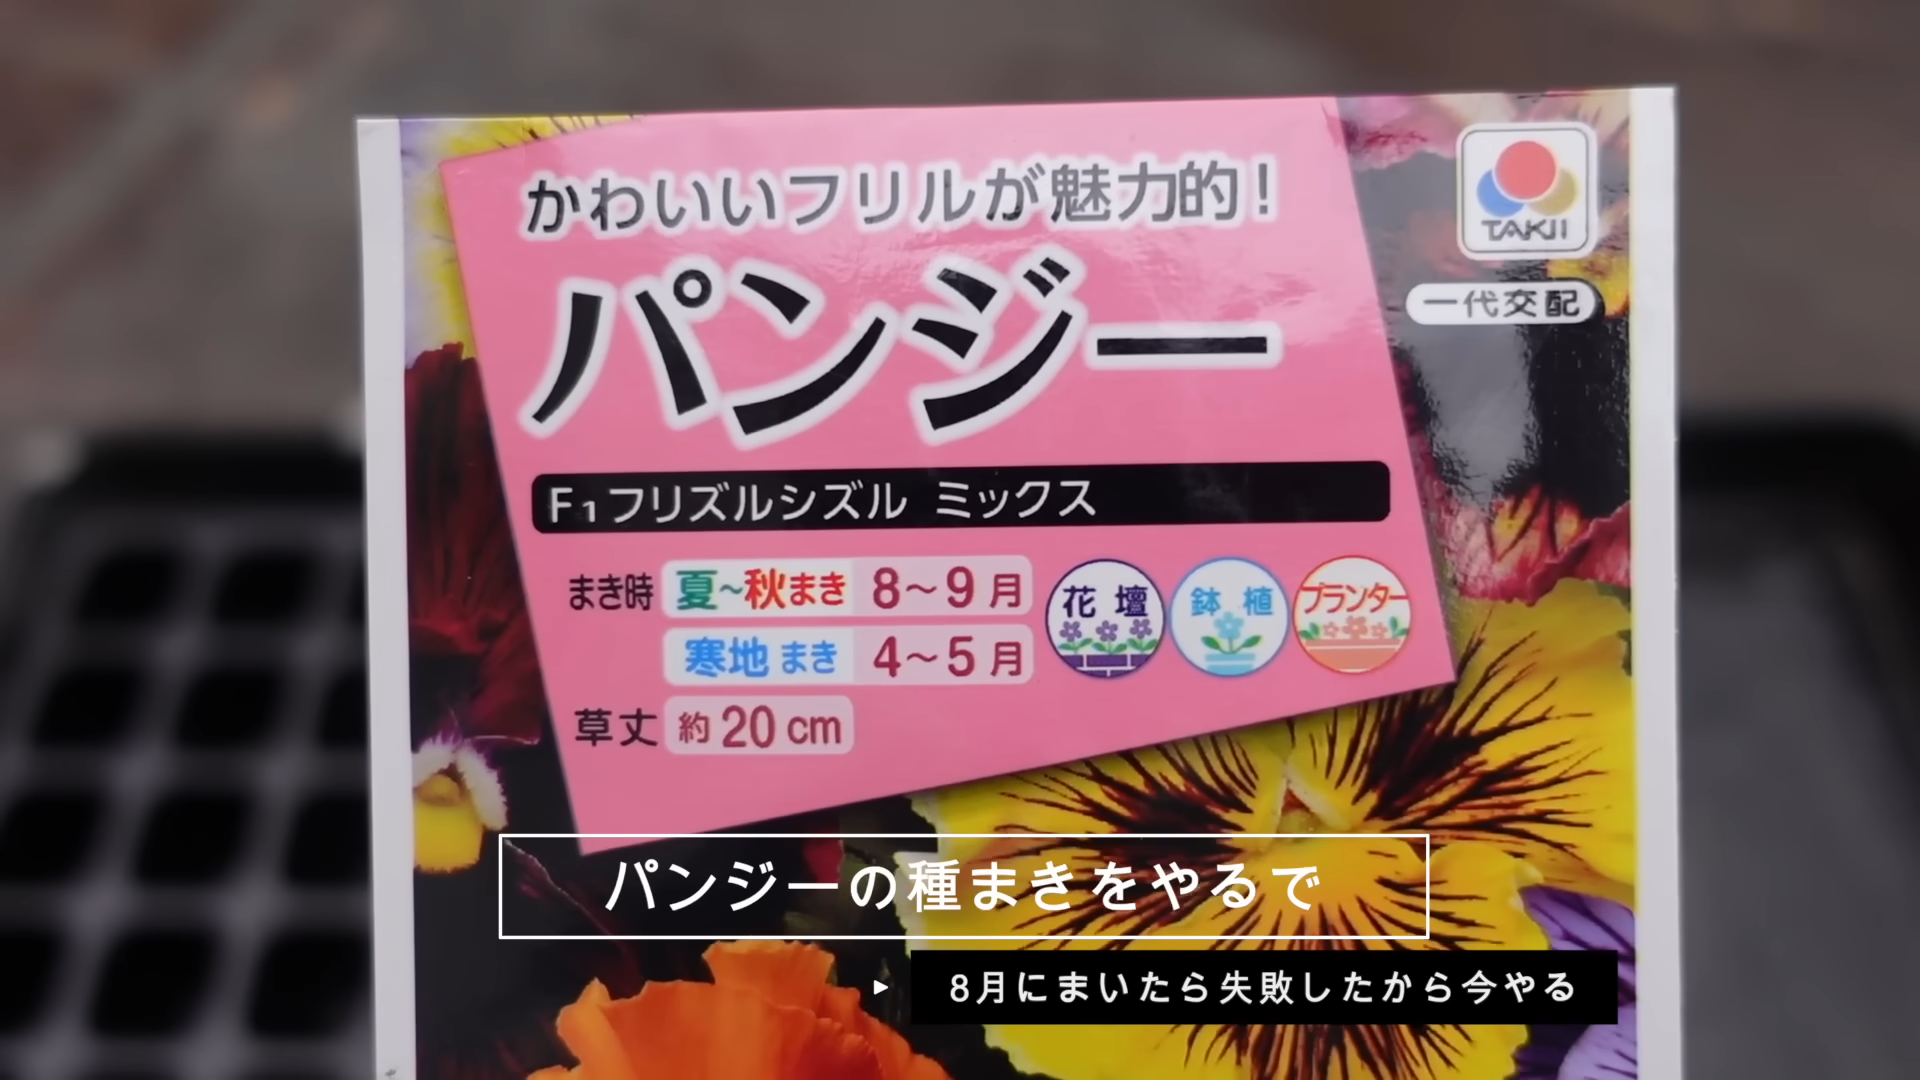 かわいいフリルが魅力的!
TAKII
一代交配
パンジー
F1フリズルシズル ミックス
まき時 夏~秋まき 8~9月
寒地まき 4~5月
花壇 鉢植 プランター
草丈 約20cm
パンジーの種まきをやるで
8月にまいたら失敗したから今やる